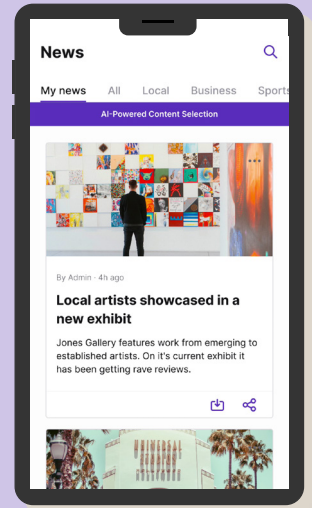 News
My news All Local Business Sports
AI-Powered Content Selection
By Admin · 4h ago
Local artists showcased in a
new exhibit
Jones Gallery features work from emerging to
established artists. On it's current exhibit it
has been getting rave reviews.
UNIVERSAL